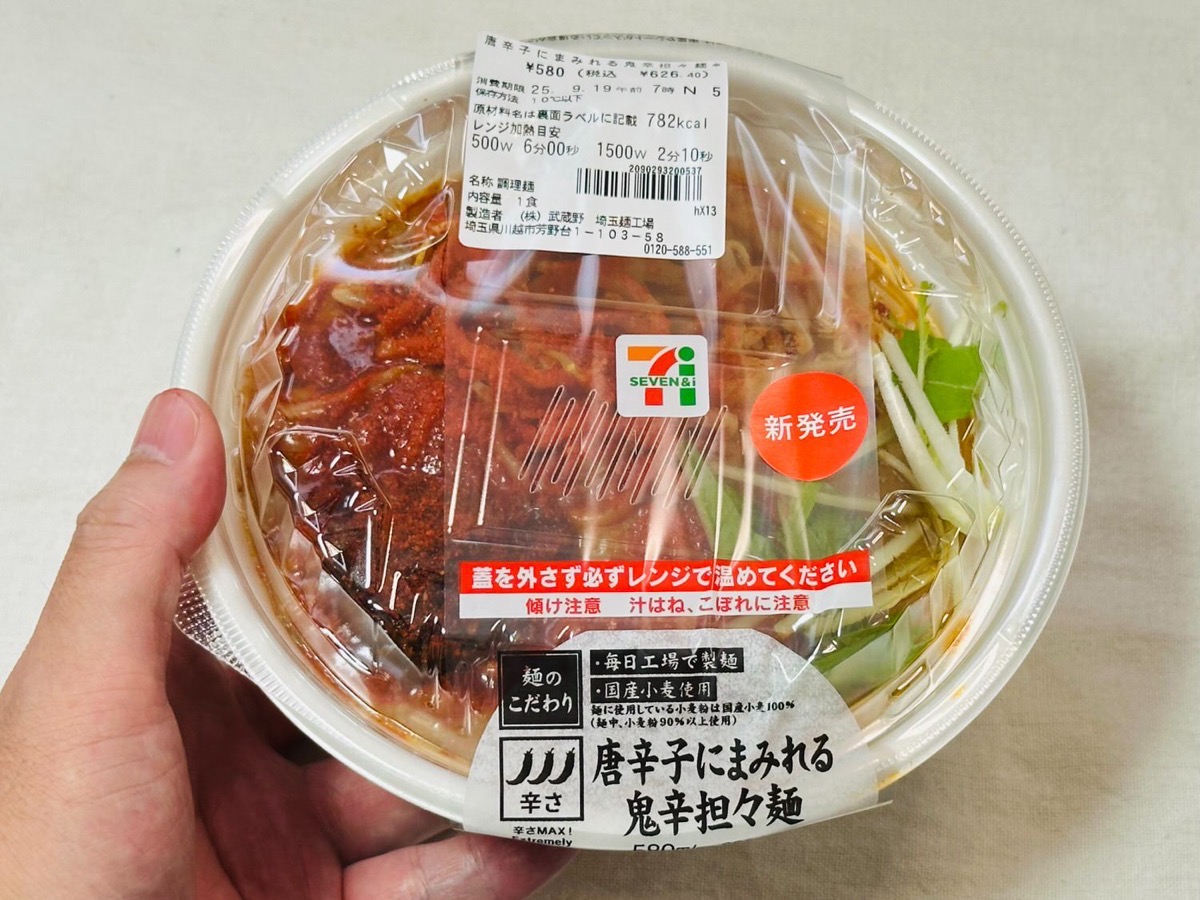 唐辛子にまみれる鬼辛担々麺*
¥580 (税込 ¥626.40)
消費期限 25. 9. 19午前 7時 N 5
保存方法 10℃以下
原材料名は裏面ラベルに記載 782kcal
レンジ加熱目安
500W 6分00秒 1500W 2分10秒
2090293200537
名称 調理麺
内容量 1食
hX13
製造者 (株)武蔵野 埼玉麺工場
埼玉県川越市芳野台1-103-58
0120-588-551
SEVEN&i
新発売
蓋を外さず必ずレンジで温めてください
傾け注意 汁はね、こぼれに注意
麺の
こだわり
・毎日工場で製麺
・国産小麦使用
麺に使用している小麦粉は国産小麦100%
(麺中、小麦粉90%以上使用)
辛さ
唐辛子にまみれる
鬼辛担々麺
辛さMAX!
Extremely